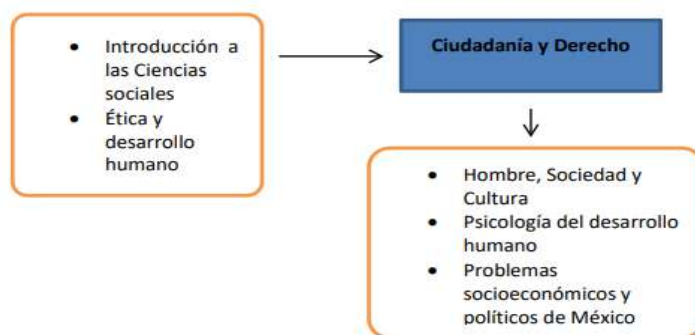 • Introducción a
las Ciencias
sociales
• Ética y
desarrollo
humano
Ciudadanía y Derecho
• Hombre, Sociedad y
Cultura
• Psicología del desarrollo
humano
• Problemas
socioeconómicos y
políticos de México